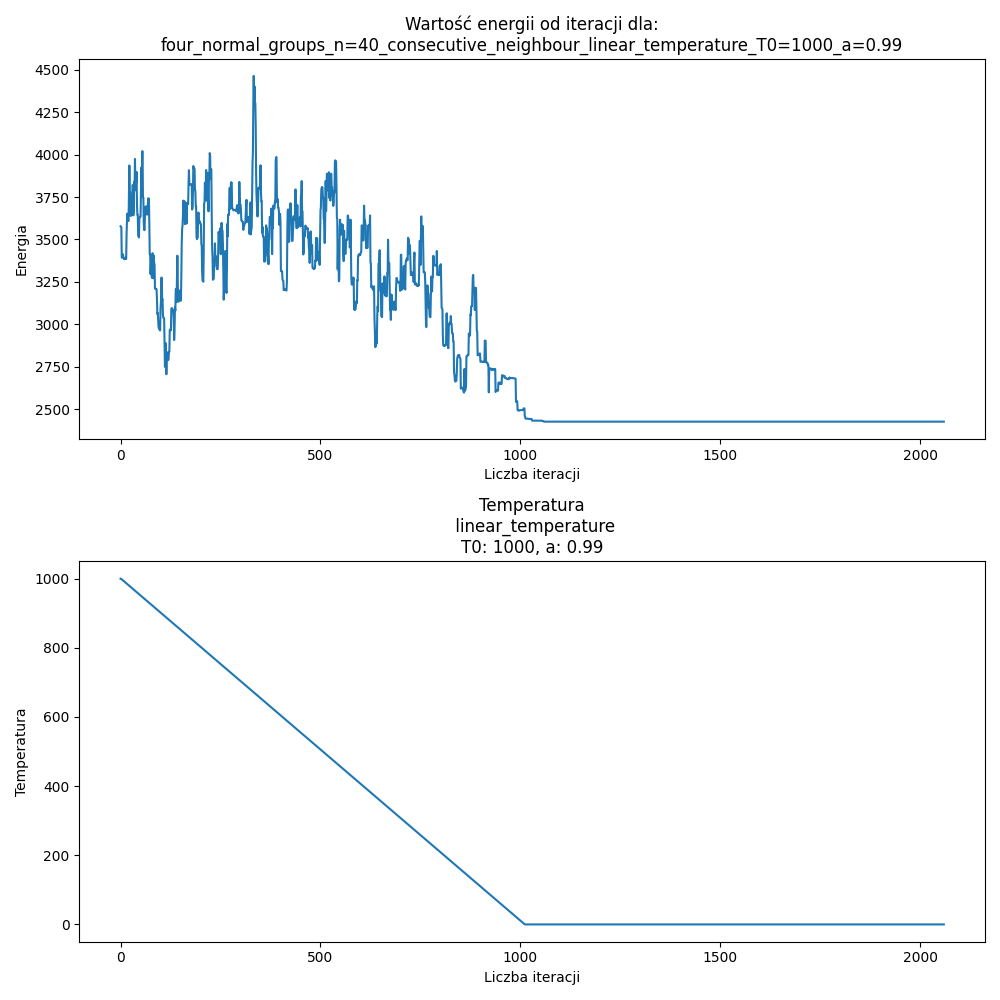 Wartość energii od iteracji dla:
four_normal_groups_n=40_consecutive_neighbour_linear_temperature_T0=1000_a=0.99
4500
4250
4000
3750
3500
3250
3000
2750
2500
Energia
0 500 1000 1500 2000
Liczba iteracji
Temperatura
linear_temperature
T0: 1000, a: 0.99
1000
800
600
400
200
0
Temperatura
0 500 1000 1500 2000
Liczba iteracji